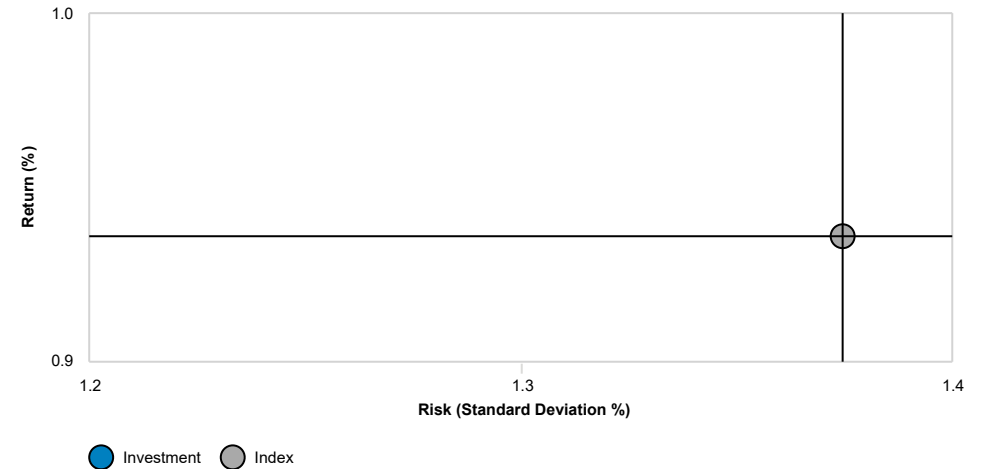 1.0
Return (%)
0.9
1.2
1.3
1.4
Risk (Standard Deviation %)
Investment
Index